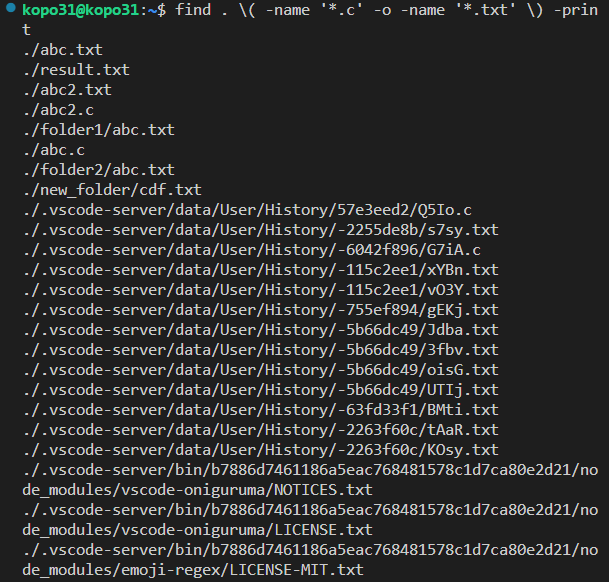 kopo31@kopo31:~$ find . \( -name '*.c' -o -name '*.txt' \) -prin
t
./abc.txt
./result.txt
./abc2.txt
./abc2.c
./folder1/abc.txt
./abc.c
./folder2/abc.txt
./new_folder/cdf.txt
./.vscode-server/data/User/History/57e3eed2/Q5Io.c
./.vscode-server/data/User/History/-2255de8b/s7sy.txt
./.vscode-server/data/User/History/-6042f896/G7iA.c
./.vscode-server/data/User/History/-115c2ee1/xYBn.txt
./.vscode-server/data/User/History/-115c2ee1/vO3Y.txt
./.vscode-server/data/User/History/-755ef894/gEKj.txt
./.vscode-server/data/User/History/-5b66dc49/Jdba.txt
./.vscode-server/data/User/History/-5b66dc49/3fbv.txt
./.vscode-server/data/User/History/-5b66dc49/oisG.txt
./.vscode-server/data/User/History/-5b66dc49/UTIj.txt
./.vscode-server/data/User/History/-63fd33f1/BMti.txt
./.vscode-server/data/User/History/-2263f60c/tAaR.txt
./.vscode-server/data/User/History/-2263f60c/KOsy.txt
./.vscode-server/bin/b7886d7461186a5eac768481578c1d7ca80e2d21/no
de_modules/vscode-oniguruma/NOTICES.txt
./.vscode-server/bin/b7886d7461186a5eac768481578c1d7ca80e2d21/no
de_modules/vscode-oniguruma/LICENSE.txt
./.vscode-server/bin/b7886d7461186a5eac768481578c1d7ca80e2d21/no
de_modules/emoji-regex/LICENSE-MIT.txt